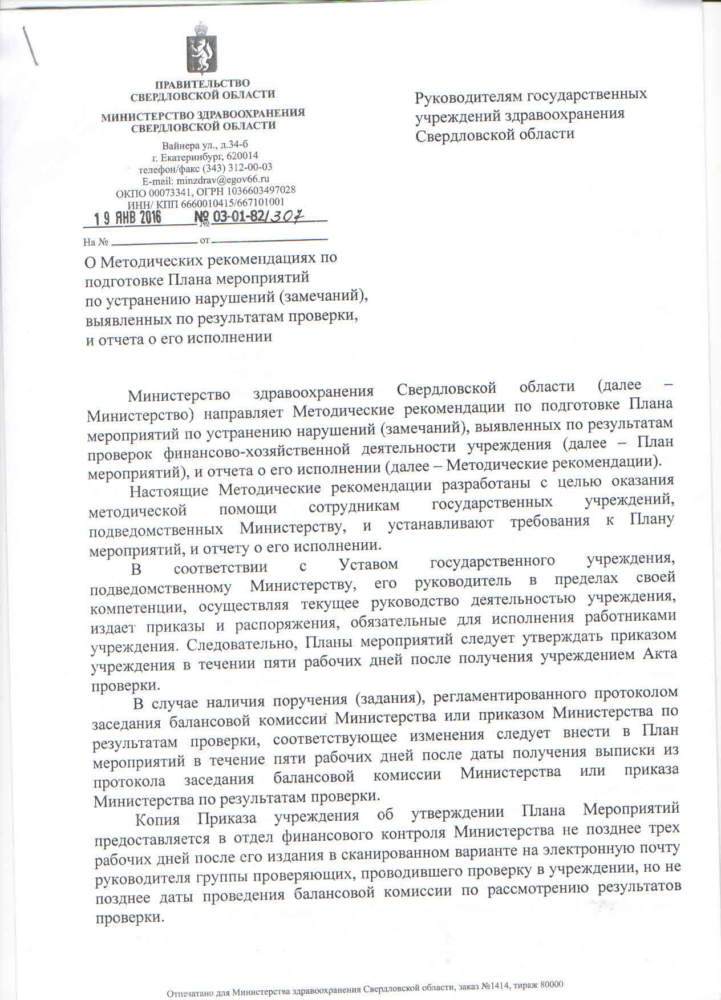 ПРАВИТЕЛЬСТВО
СВЕРДЛОВСКОЙ ОБЛАСТИ
МИНИСТЕРСТВО ЗДРАВООХРАНЕНИЯ
СВЕРДЛОВСКОЙ ОБЛАСТИ
Вайнера ул., д.34-б
г. Екатеринбург, 620014
телефон/факс (343) 312-00-03
E-mail: minzdrav@egov66.ru
ОКПО 00073341, ОГРН 1036603497028
ИНН/ КПП 6660010415/667101001
19 ЯНВ 2016 № № 03-01-82/307
На № от
Руководителям государственных
учреждений здравоохранения
Свердловской области
О Методических рекомендациях по
подготовке Плана мероприятий
по устранению нарушений (замечаний),
выявленных по результатам проверки,
и отчета о его исполнении
Министерство здравоохранения Свердловской области (далее –
Министерство) направляет Методические рекомендации по подготовке Плана
мероприятий по устранению нарушений (замечаний), выявленных по результатам
проверок финансово-хозяйственной деятельности учреждения (далее – План
мероприятий), и отчета о его исполнении (далее – Методические рекомендации).
Настоящие Методические рекомендации разработаны с целью оказания
методической помощи сотрудникам государственных учреждений,
подведомственных Министерству, и устанавливают требования к Плану
мероприятий, и отчету о его исполнении.
В соответствии с Уставом государственного учреждения,
подведомственному Министерству, его руководитель в пределах своей
компетенции, осуществляя текущее руководство деятельностью учреждения,
издает приказы и распоряжения, обязательные для исполнения работниками
учреждения. Следовательно, Планы мероприятий следует утверждать приказом
учреждения в течении пяти рабочих дней после получения учреждением Акта
проверки.
В случае наличия поручения (задания), регламентированного протоколом
заседания балансовой комиссии Министерства или приказом Министерства по
результатам проверки, соответствующее изменения следует внести в План
мероприятий в течение пяти рабочих дней после даты получения выписки из
протокола заседания балансовой комиссии Министерства или приказа
Министерства по результатам проверки.
Копия Приказа учреждения об утверждении Плана Мероприятий
предоставляется в отдел финансового контроля Министерства не позднее трех
рабочих дней после его издания в сканированном варианте на электронную почту
руководителя группы проверяющих, проводившего проверку в учреждении, но не
позднее даты проведения балансовой комиссии по рассмотрению результатов
проверки.
Отпечатано для Министерства здравоохранения Свердловской области, заказ №1414, тираж 80000